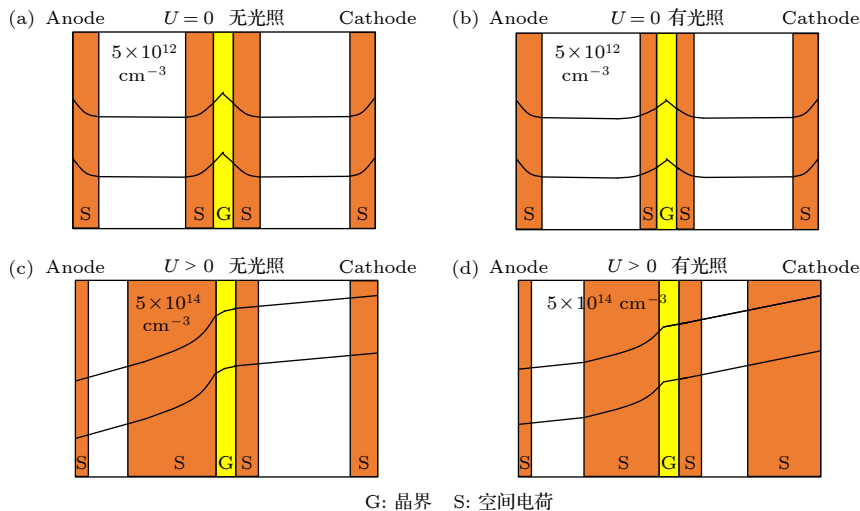 (a) Anode U = 0 无光照 Cathode
5×10¹²
cm⁻³
S S G S S
(b) Anode U = 0 有光照 Cathode
5×10¹²
cm⁻³
S S G S S
(c) Anode U > 0 无光照 Cathode
5×10¹⁴
cm⁻³
S S G S S
(d) Anode U > 0 有光照 Cathode
5×10¹⁴ cm⁻³
S S G S S
G: 晶界 S: 空间电荷